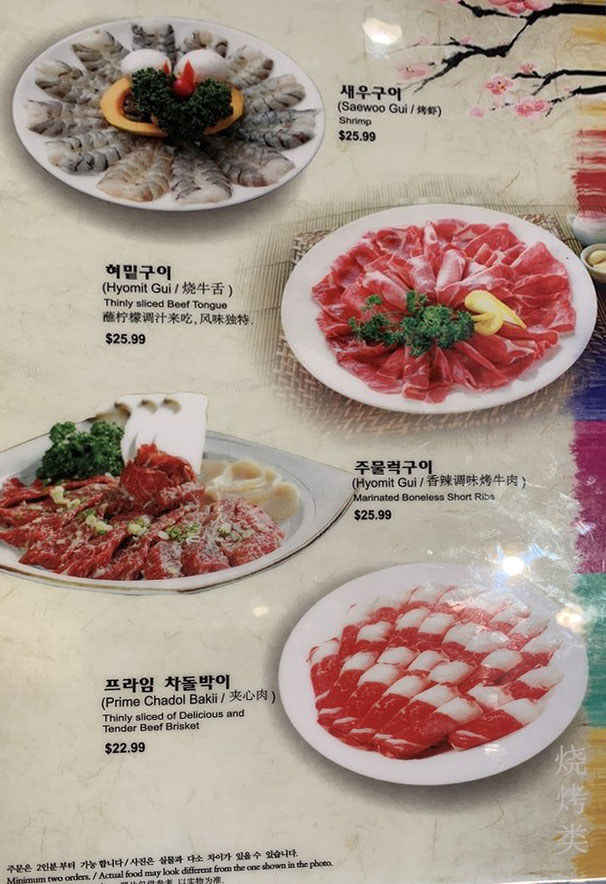 새우구이
(Saewoo Gui / 烤虾)
Shrimp
$25.99
혀밑구이
(Hyomit Gui / 烧牛舌 )
Thinly sliced Beef Tongue
蘸柠檬调汁来吃,风味独特.
$25.99
주물럭구이
(Hyomit Gui / 香辣调味烤牛肉 )
Marinated Boneless Short Ribs
$25.99
프라임 차돌박이
(Prime Chadol Bakii / 夹心肉 )
Thinly sliced of Delicious and
Tender Beef Brisket
$22.99
烧烤类
주문은 2인분부터 가능합니다 / 사진은 실물과 다소 차이가 있을 수 있습니다.
Minimum two orders. / Actual food may look different from the one shown in the photo.
以实物为准.